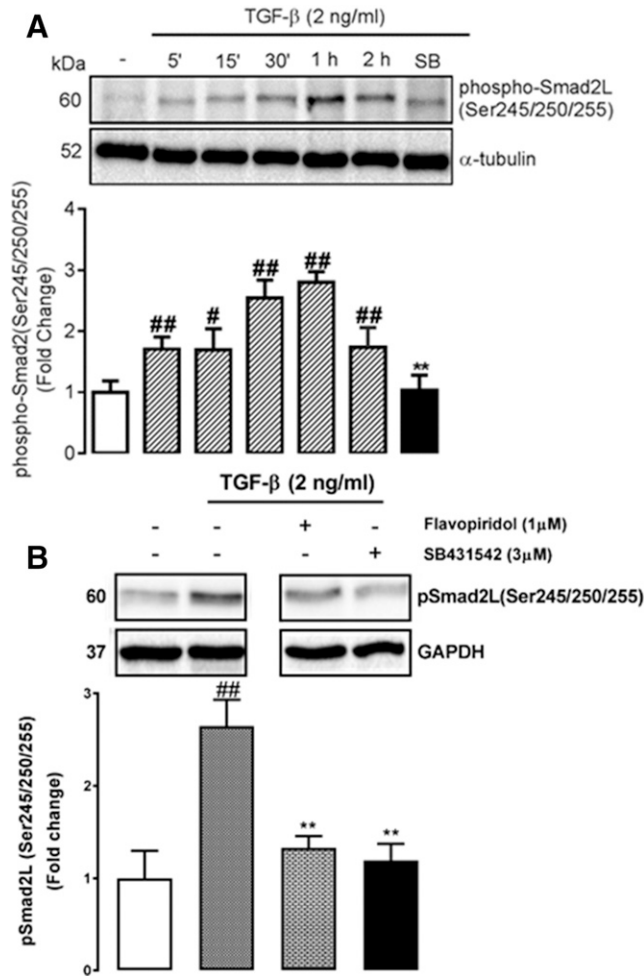 A
TGF-β (2 ng/ml)
kDa - 5' 15' 30' 1 h 2 h SB
60 phospho-Smad2L
(Ser245/250/255)
52 α-tubulin
phospho-Smad2(Ser245/250/255)
(Fold Change)
4
3
2
1
0
## # ## ## ## **
TGF-β (2 ng/ml)
- - + - Flavopiridol (1μM)
- - - + SB431542 (3μM)
B
60 pSmad2L(Ser245/250/255)
37 GAPDH
pSmad2L (Ser245/250/255)
(Fold change)
3
2
1
0
## ** **